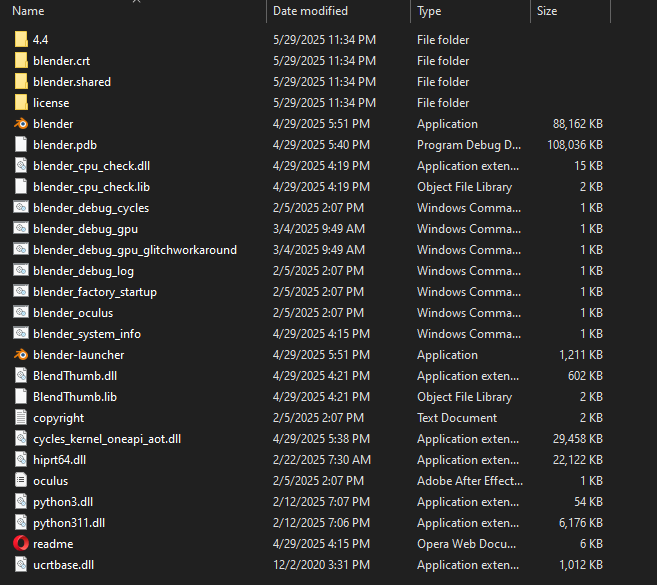 Name Date modified Type Size
4.4 5/29/2025 11:34 PM File folder
blender.crt 5/29/2025 11:34 PM File folder
blender.shared 5/29/2025 11:34 PM File folder
license 5/29/2025 11:34 PM File folder
blender 4/29/2025 5:51 PM Application 88,162 KB
blender.pdb 4/29/2025 5:40 PM Program Debug D... 108,036 KB
blender_cpu_check.dll 4/29/2025 4:19 PM Application exten... 15 KB
blender_cpu_check.lib 4/29/2025 4:19 PM Object File Library 2 KB
blender_debug_cycles 2/5/2025 2:07 PM Windows Comma... 1 KB
blender_debug_gpu 3/4/2025 9:49 AM Windows Comma... 1 KB
blender_debug_gpu_glitchworkaround 3/4/2025 9:49 AM Windows Comma... 1 KB
blender_debug_log 2/5/2025 2:07 PM Windows Comma... 1 KB
blender_factory_startup 2/5/2025 2:07 PM Windows Comma... 1 KB
blender_oculus 2/5/2025 2:07 PM Windows Comma... 1 KB
blender_system_info 4/29/2025 4:15 PM Windows Comma... 1 KB
blender-launcher 4/29/2025 5:51 PM Application 1,211 KB
BlendThumb.dll 4/29/2025 4:21 PM Application exten... 602 KB
BlendThumb.lib 4/29/2025 4:21 PM Object File Library 2 KB
copyright 2/5/2025 2:07 PM Text Document 2 KB
cycles_kernel_oneapi_aot.dll 4/29/2025 5:38 PM Application exten... 29,458 KB
hiprt64.dll 2/22/2025 7:30 AM Application exten... 22,122 KB
oculus 2/5/2025 2:07 PM Adobe After Effect... 1 KB
python3.dll 2/12/2025 7:07 PM Application exten... 54 KB
python311.dll 2/12/2025 7:06 PM Application exten... 6,176 KB
readme 4/29/2025 4:15 PM Opera Web Docu... 6 KB
ucrtbase.dll 12/2/2020 3:31 PM Application exten... 1,012 KB